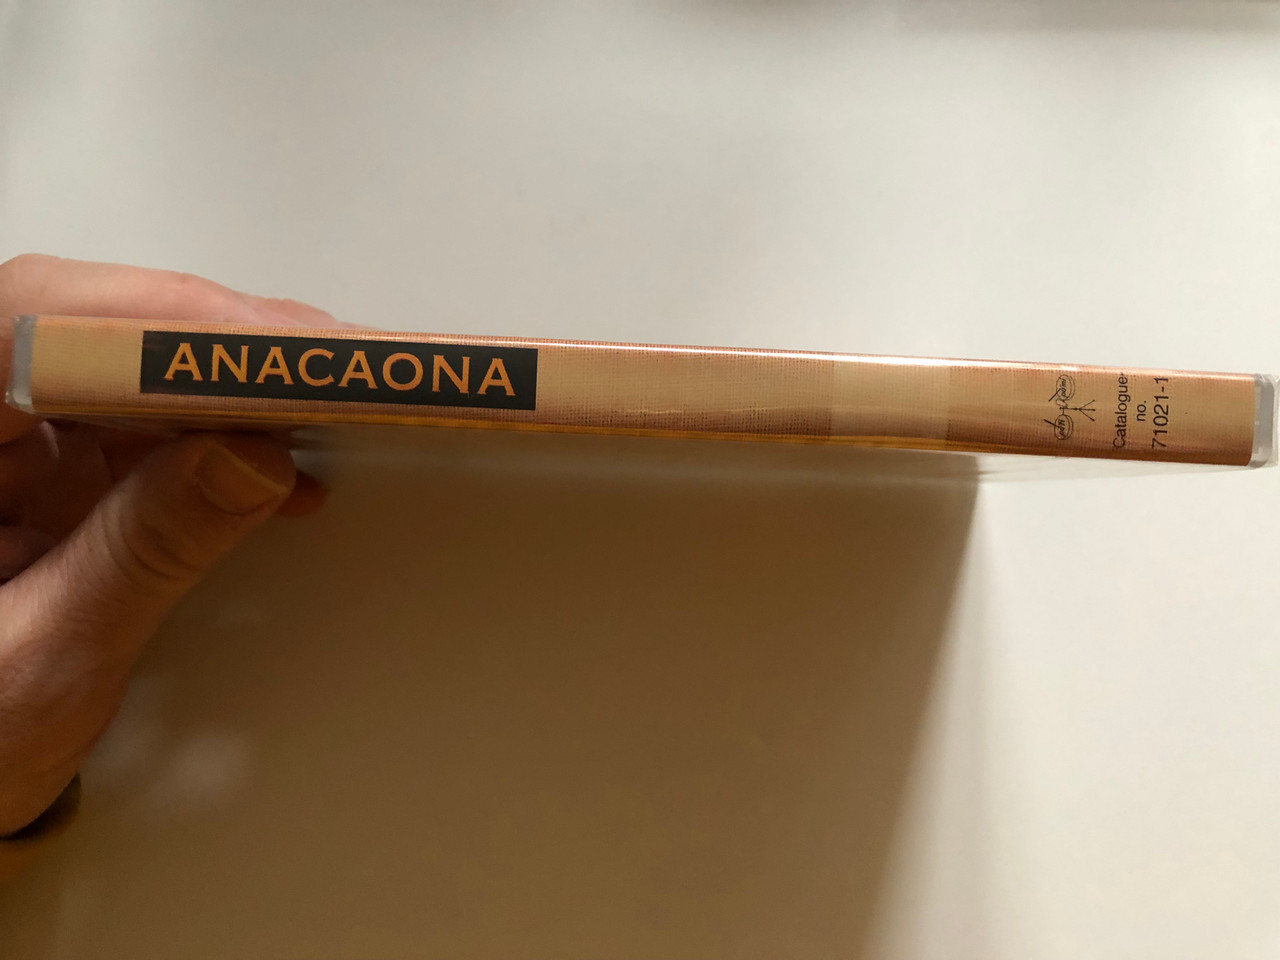 ANACAONA
Catalogue
no.
71021-1